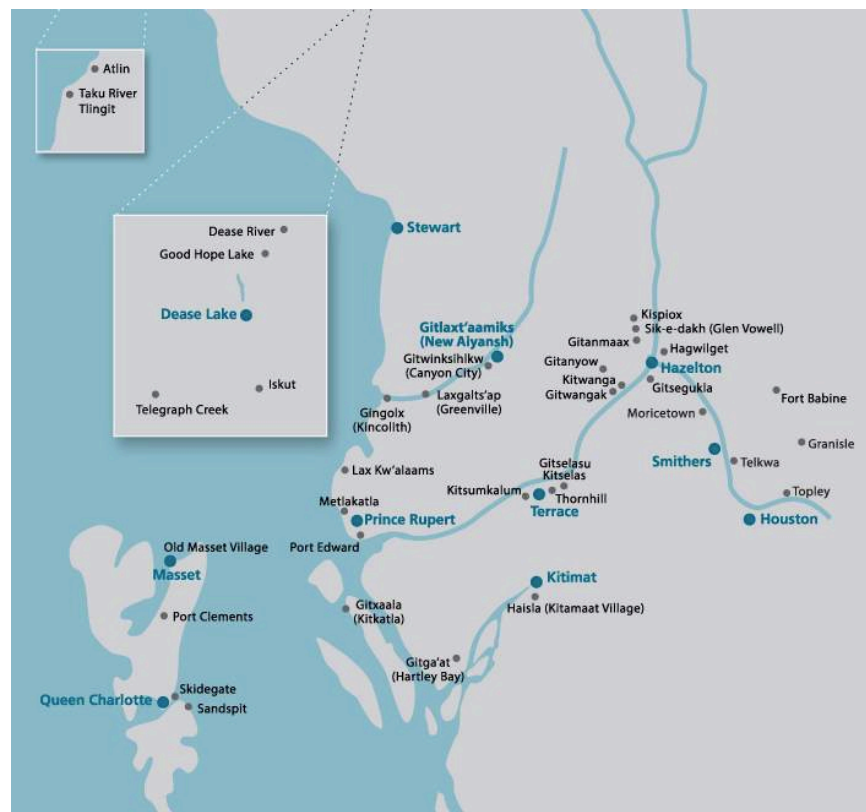 Atlin
Taku River
Tlingit
Dease River
Good Hope Lake
Dease Lake
Iskut
Telegraph Creek
Stewart
Gitlaxt'aamiks
(New Aiyansh)
Gitwinksihlkw
(Canyon City)
Laxgalts'ap
(Greenville)
Gingolx
(Kincolith)
Kispiox
Sik-e-dakh (Glen Vowell)
Gitanmaax
Hagwilget
Gitanyow
Hazelton
Kitwanga
Gitsegukla
Gitwangak
Fort Babine
Moricetown
Granisle
Smithers
Telkwa
Topley
Houston
Lax Kw'alaams
Gitselasu
Kitselas
Kitsumkalum
Thornhill
Terrace
Metlakatla
Prince Rupert
Port Edward
Old Masset Village
Masset
Kitimat
Haisla (Kitamaat Village)
Port Clements
Gitxaala
(Kitkatla)
Gitga'at
(Hartley Bay)
Skidegate
Queen Charlotte
Sandspit